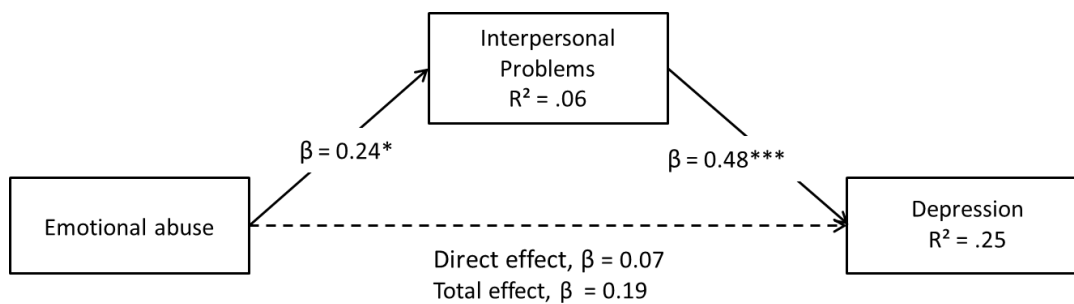 Interpersonal
Problems
R² = .06
β = 0.24*
β = 0.48***
Emotional abuse
Depression
R² = .25
Direct effect, β = 0.07
Total effect, β = 0.19